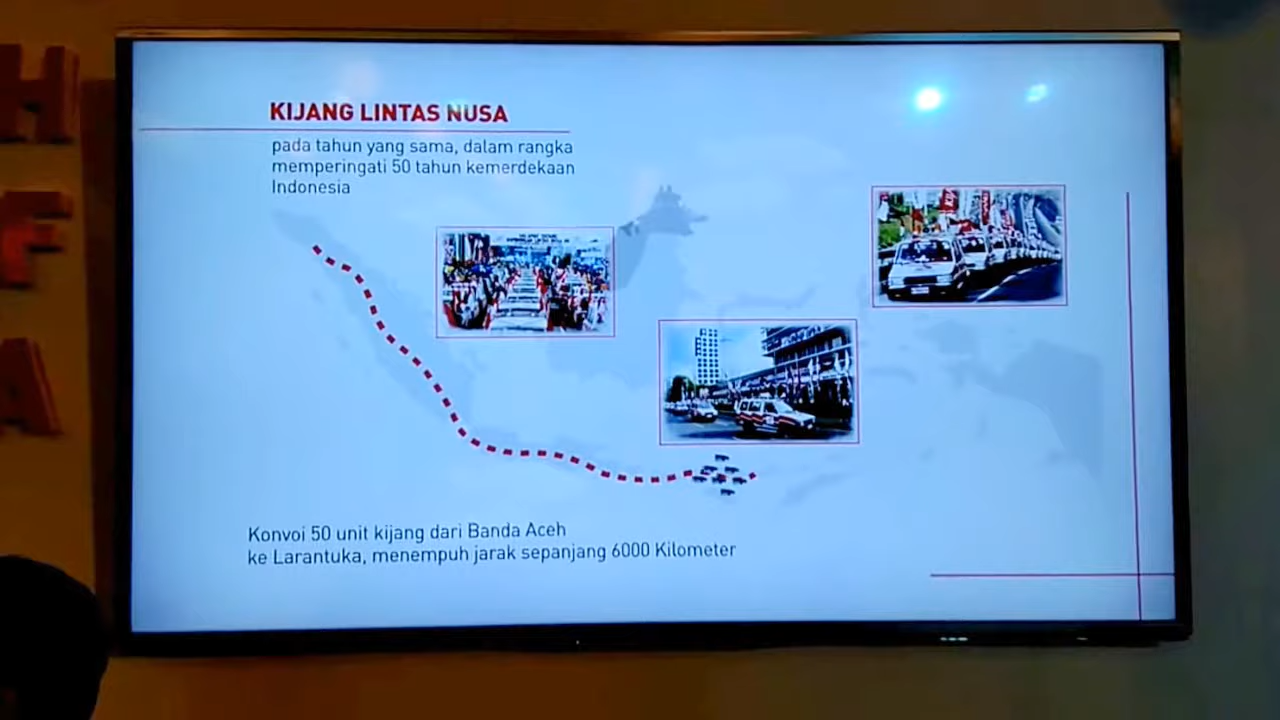 H
F
A
KIJANG LINTAS NUSA
pada tahun yang sama, dalam rangka
memperingati 50 tahun kemerdekaan
Indonesia
Konvoi 50 unit kijang dari Banda Aceh
ke Larantuka, menempuh jarak sepanjang 6000 Kilometer